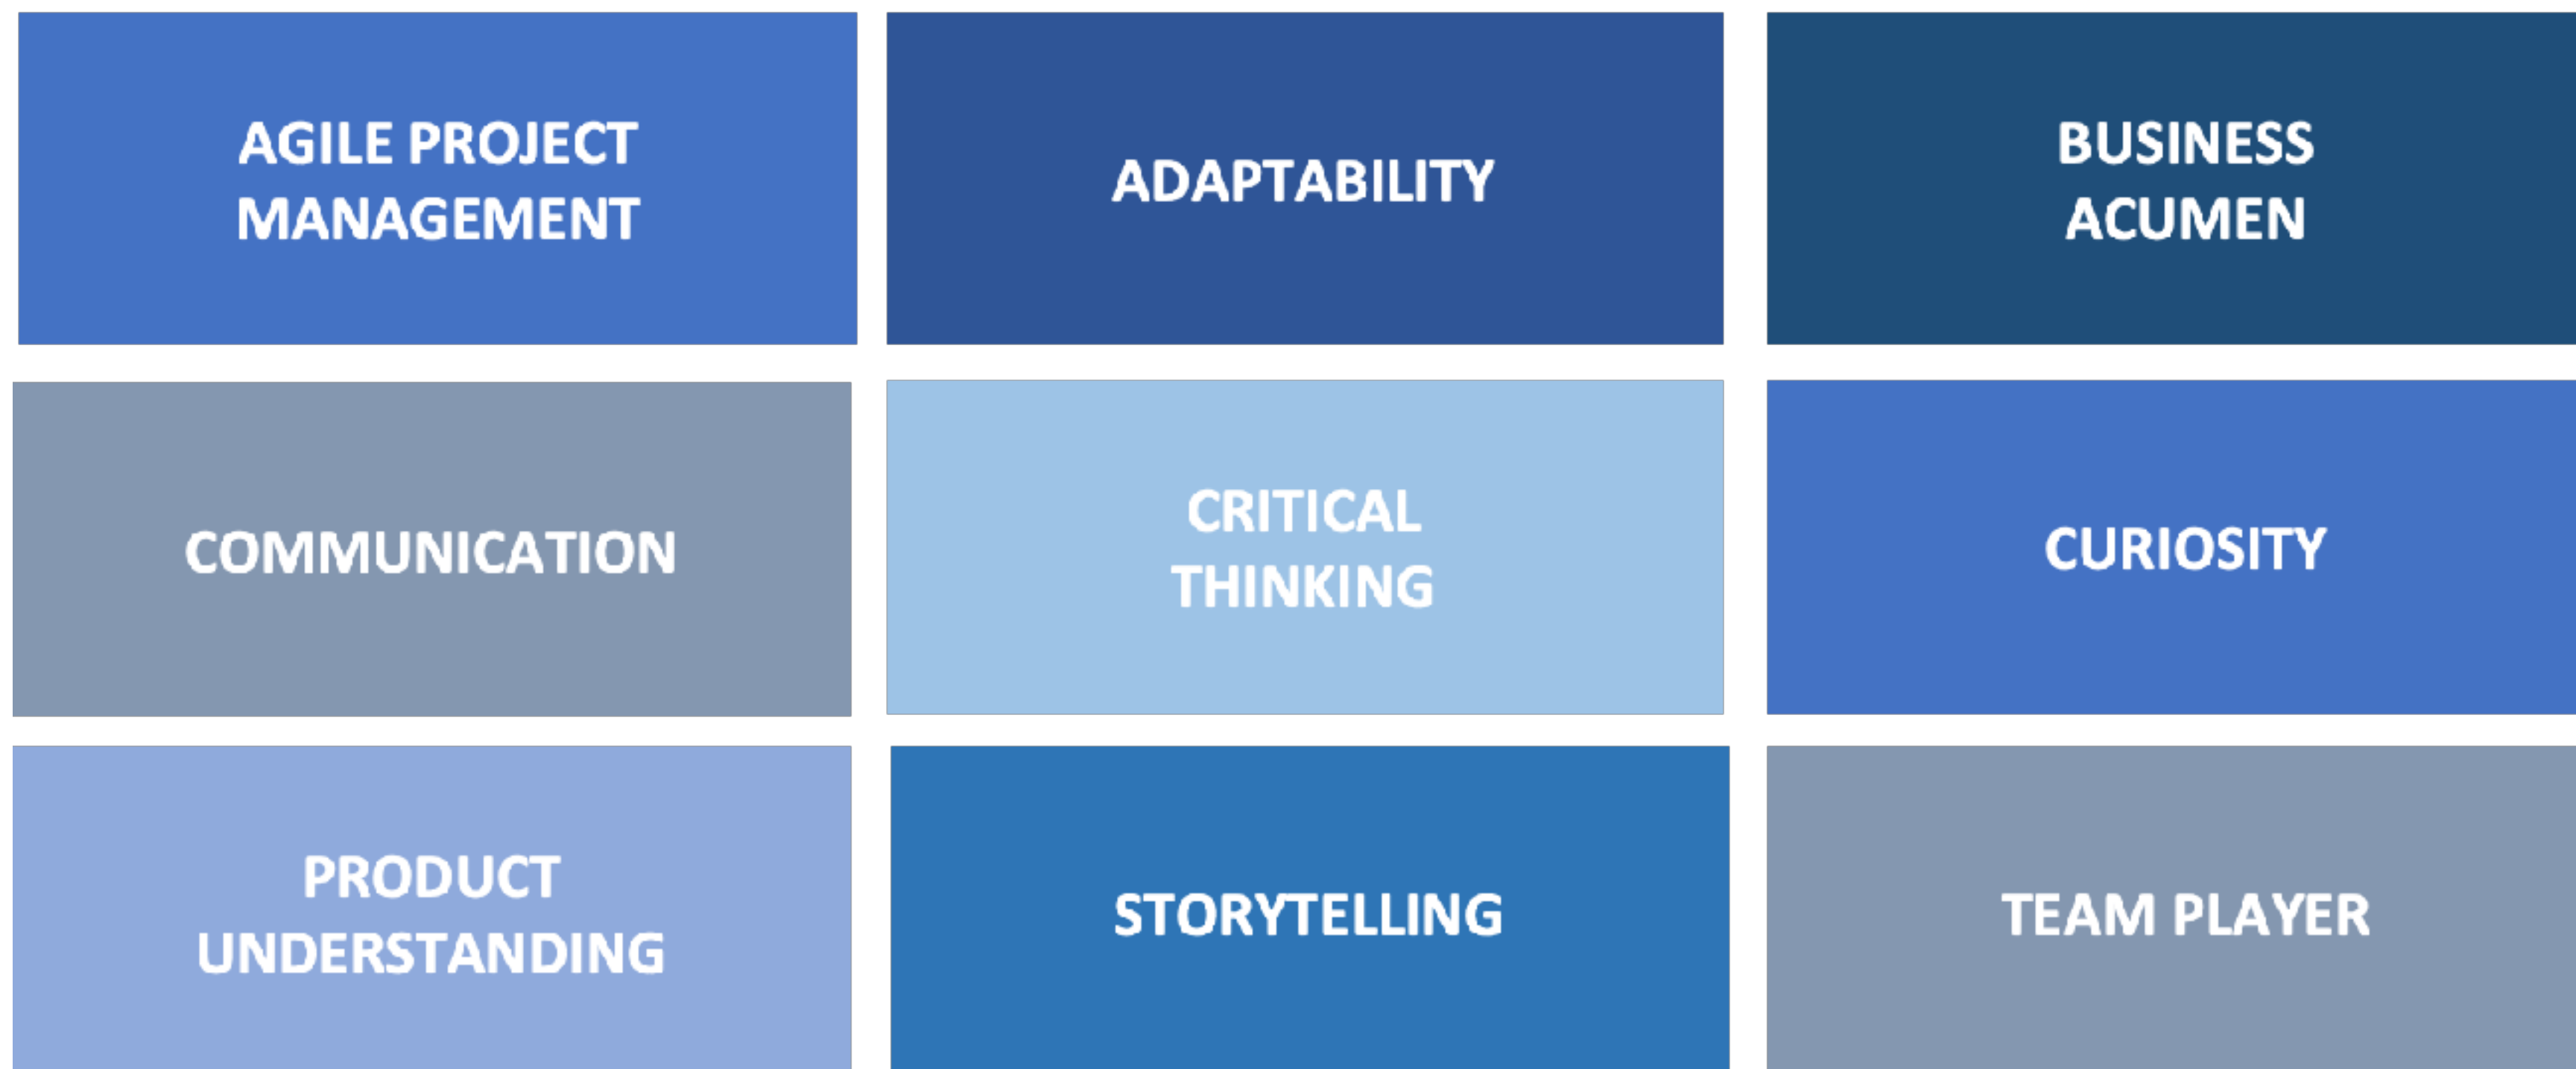 AGILE PROJECT
MANAGEMENT
ADAPTABILITY
BUSINESS
ACUMEN
COMMUNICATION
CRITICAL
THINKING
CURIOSITY
PRODUCT
UNDERSTANDING
STORYTELLING
TEAM PLAYER